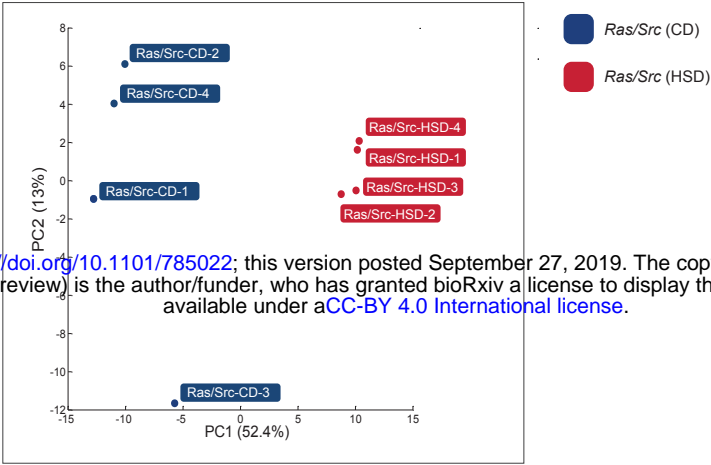 8
Ras/Src (CD)
Ras/Src-CD-2
6
Ras/Src (HSD)
Ras/Src-CD-4
4
Ras/Src-HSD-4
2
Ras/Src-HSD-1
0
Ras/Src-CD-1
Ras/Src-HSD-3
-2
Ras/Src-HSD-2
PC2 (13%)
-4
/doi.org/10.1101/785022; this version posted September 27, 2019. The cop
review) is the author/funder, who has granted bioRxiv a license to display th
-6
available under aCC-BY 4.0 International license.
-8
-10
Ras/Src-CD-3
-12
-15 -10 -5 0 5 10 15
PC1 (52.4%)